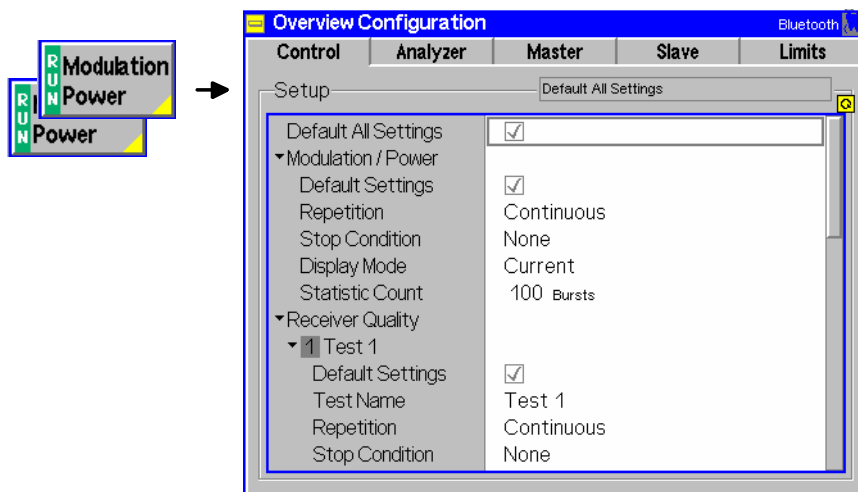 Overview Configuration Bluetooth
Control Analyzer Master Slave Limits
RUN Modulation
Power
RUN
Power
Setup Default All Settings
Default All Settings
Modulation / Power
Default Settings
Repetition Continuous
Stop Condition None
Display Mode Current
Statistic Count 100 Bursts
Receiver Quality
1 Test 1
Default Settings
Test Name Test 1
Repetition Continuous
Stop Condition None